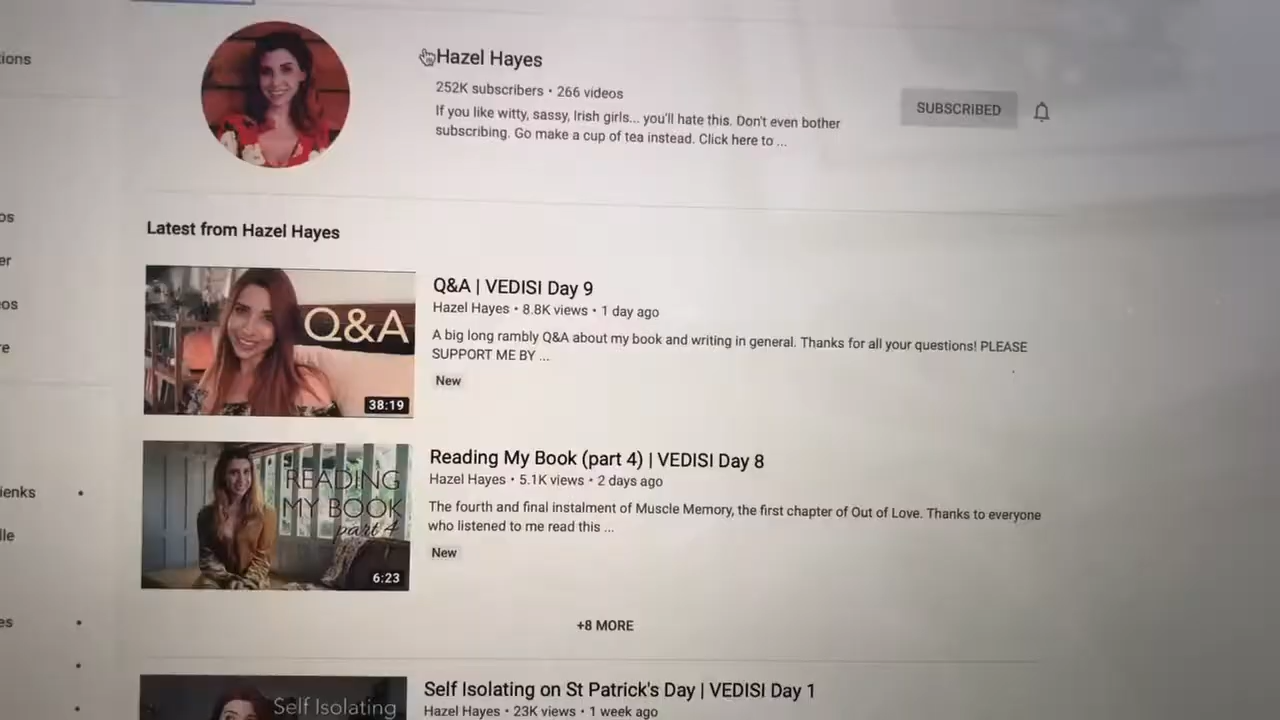 ions
Hazel Hayes
252K subscribers • 266 videos
If you like witty, sassy, Irish girls... you'll hate this. Don't even bother
subscribing. Go make a cup of tea instead. Click here to ...
SUBSCRIBED
os
er
os
re
ienks
lle
es
Latest from Hazel Hayes
Q&A
38:19
Q&A | VEDISI Day 9
Hazel Hayes • 8.8K views • 1 day ago
A big long rambly Q&A about my book and writing in general. Thanks for all your questions! PLEASE
SUPPORT ME BY ...
New
READING
MY BOOK
part 4
6:23
Reading My Book (part 4) | VEDISI Day 8
Hazel Hayes • 5.1K views • 2 days ago
The fourth and final instalment of Muscle Memory, the first chapter of Out of Love. Thanks to everyone
who listened to me read this ...
New
+8 MORE
Self Isolating
Self Isolating on St Patrick's Day | VEDISI Day 1
Hazel Hayes • 23K views • 1 week ago